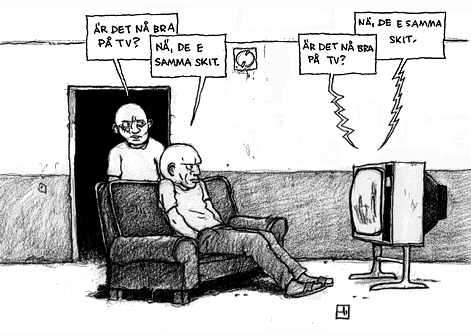 ÄR DET NÅ BRA
PÅ TV?
NÄ, DE E
SAMMA SKIT.
ÄR DET NÅ BRA
PÅ TV?
NÄ, DE E SAMMA
SKIT.